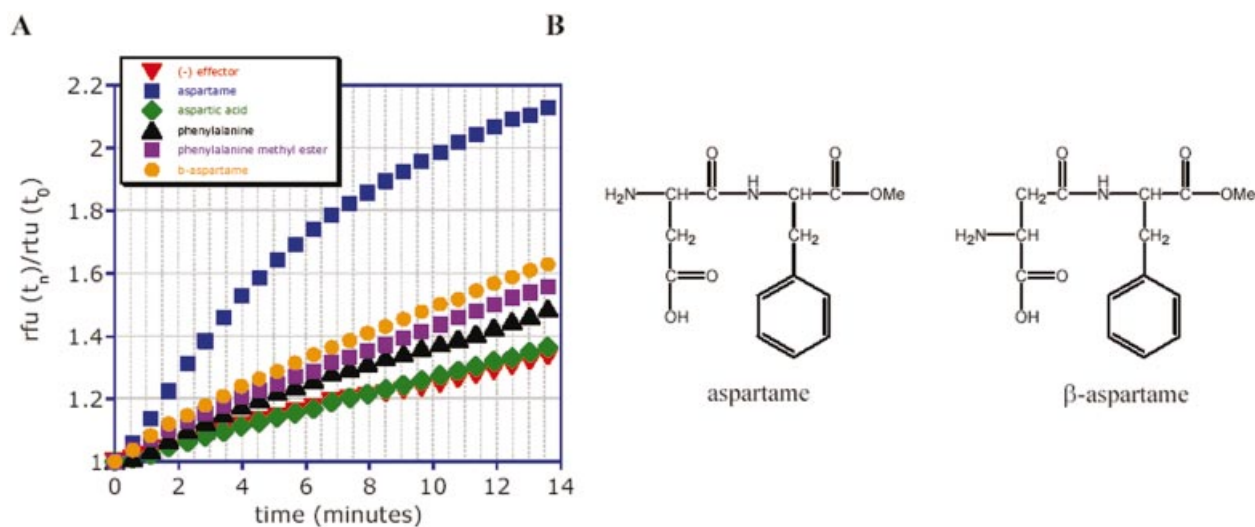 A
B
(-) effector
aspartame
aspartic acid
phenylalanine
phenylalanine methyl ester
b-aspartame
2.2
2
1.8
1.6
1.4
1.2
1
rfu (tn)/rtu (t0)
0 2 4 6 8 10 12 14
time (minutes)
O H O
H2N—CH—C—N—CH—C—OMe
CH2 CH2
C=O
OH
aspartame
O H O
CH2—C—N—CH—C—OMe
H2N—CH CH2
C=O
OH
β-aspartame